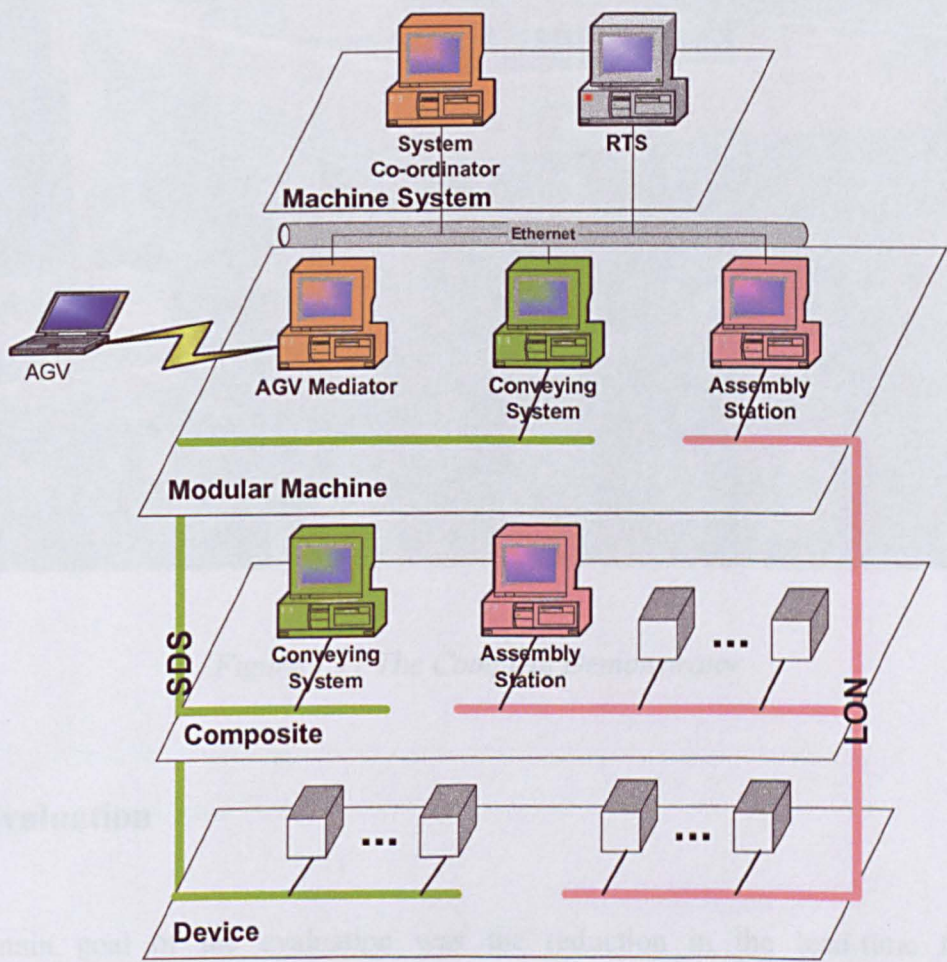 System
Co-ordinator
RTS
Machine System
Ethernet
AGV
AGV Mediator
Conveying
System
Assembly
Station
Modular Machine
SDS
Conveying
System
Assembly
Station
...
LON
Composite
...
...
Device